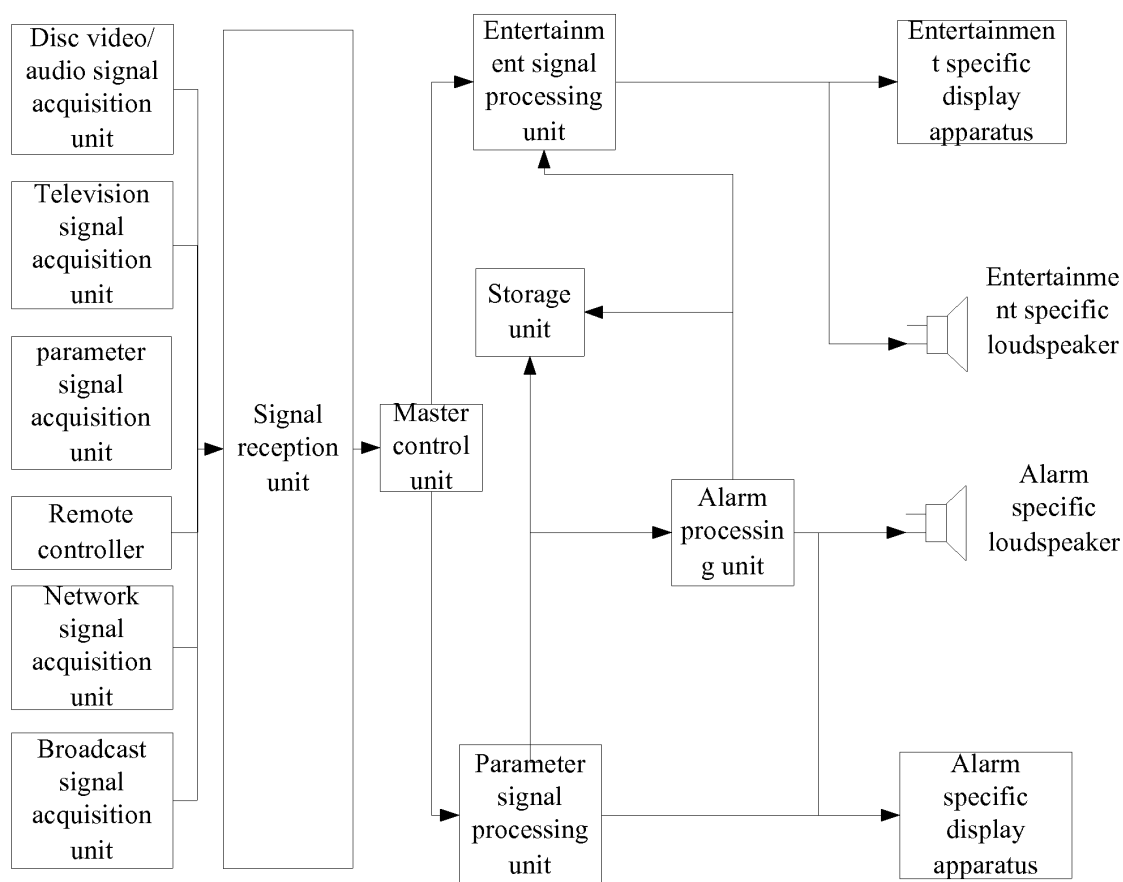 Disc video/
audio signal
acquisition
unit
Television
signal
acquisition
unit
parameter
signal
acquisition
unit
Remote
controller
Network
signal
acquisition
unit
Broadcast
signal
acquisition
unit
Signal
reception
unit
Master
control
unit
Entertainm
ent signal
processing
unit
Storage
unit
Alarm
processin
g unit
Parameter
signal
processing
unit
Entertainmen
t specific
display
apparatus
Entertainme
nt specific
loudspeaker
Alarm
specific
loudspeaker
Alarm
specific
display
apparatus